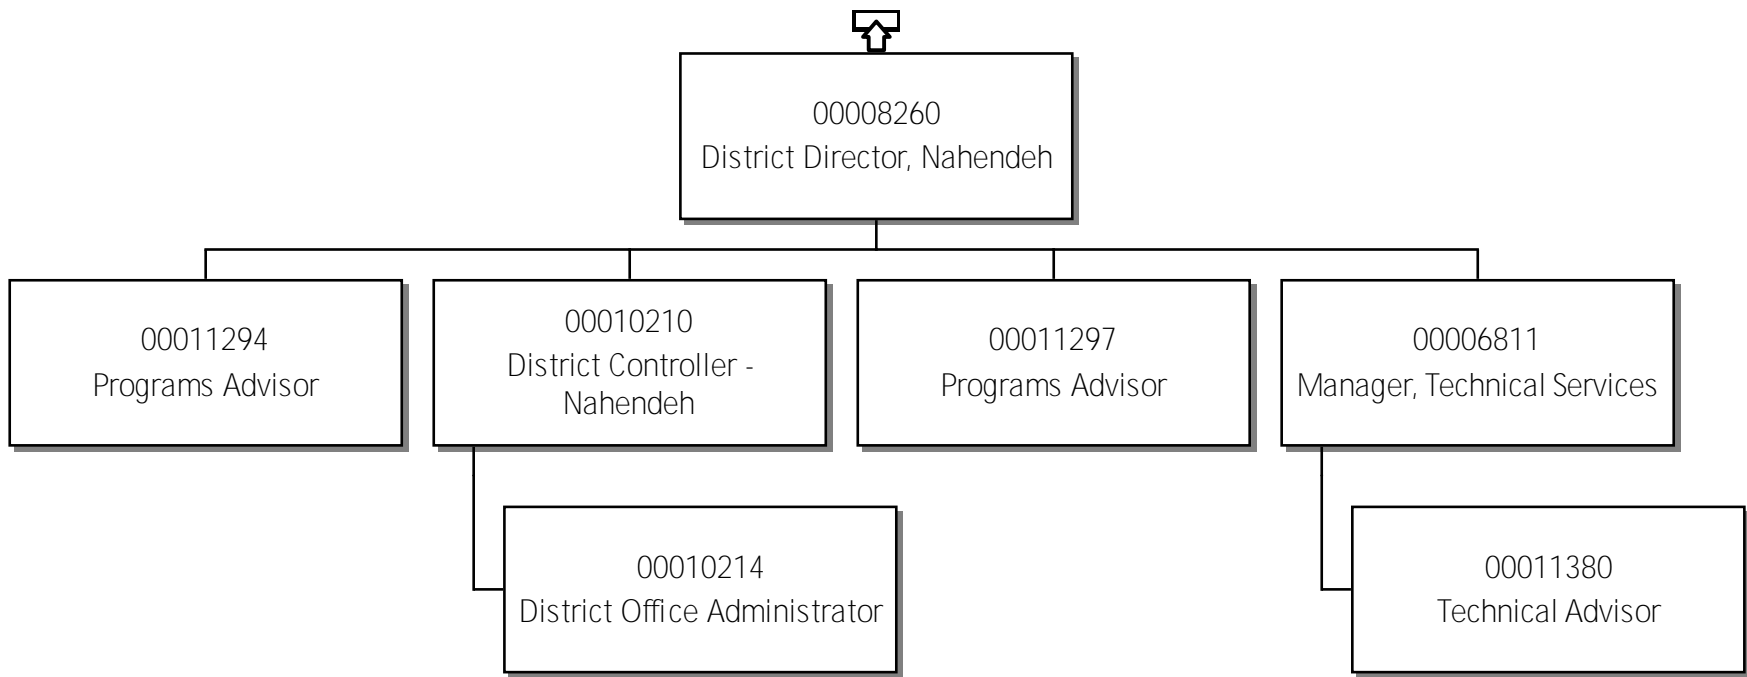 00008260
District Director, Nahendeh
00011294
Programs Advisor
00010210
District Controller -
Nahendeh
00011297
Programs Advisor
00006811
Manager, Technical Services
00010214
District Office Administrator
00011380
Technical Advisor